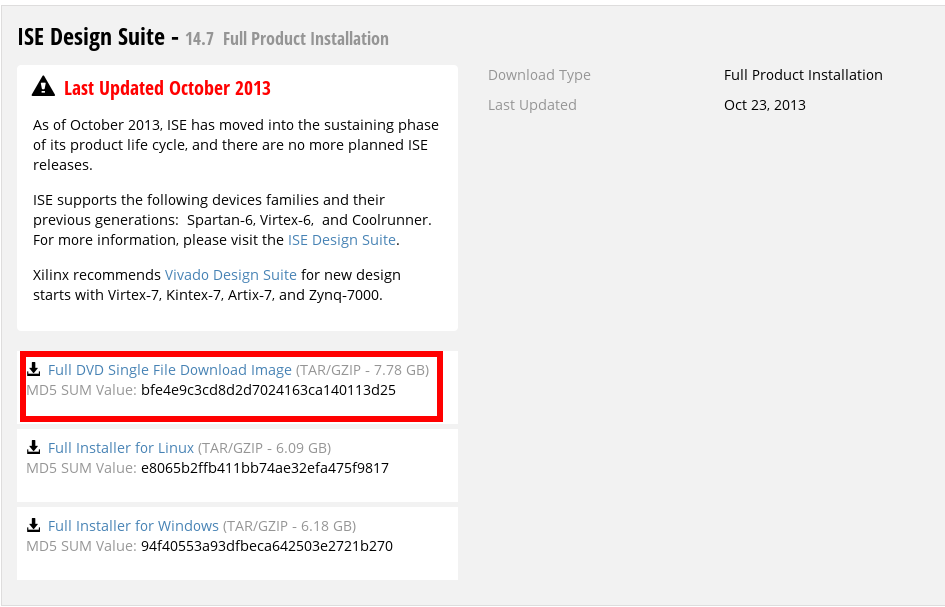 ISE Design Suite - 14.7 Full Product Installation
Last Updated October 2013
As of October 2013, ISE has moved into the sustaining phase
of its product life cycle, and there are no more planned ISE
releases.
ISE supports the following devices families and their
previous generations: Spartan-6, Virtex-6, and Coolrunner.
For more information, please visit the ISE Design Suite.
Xilinx recommends Vivado Design Suite for new design
starts with Virtex-7, Kintex-7, Artix-7, and Zynq-7000.
Download Type Full Product Installation
Last Updated Oct 23, 2013
Full DVD Single File Download Image (TAR/GZIP - 7.78 GB)
MD5 SUM Value: bfe4e9c3cd8d2d7024163ca140113d25
Full Installer for Linux (TAR/GZIP - 6.09 GB)
MD5 SUM Value: e8065b2ffb411bb74ae32efa475f9817
Full Installer for Windows (TAR/GZIP - 6.18 GB)
MD5 SUM Value: 94f40553a93dfbeca642503e2721b270